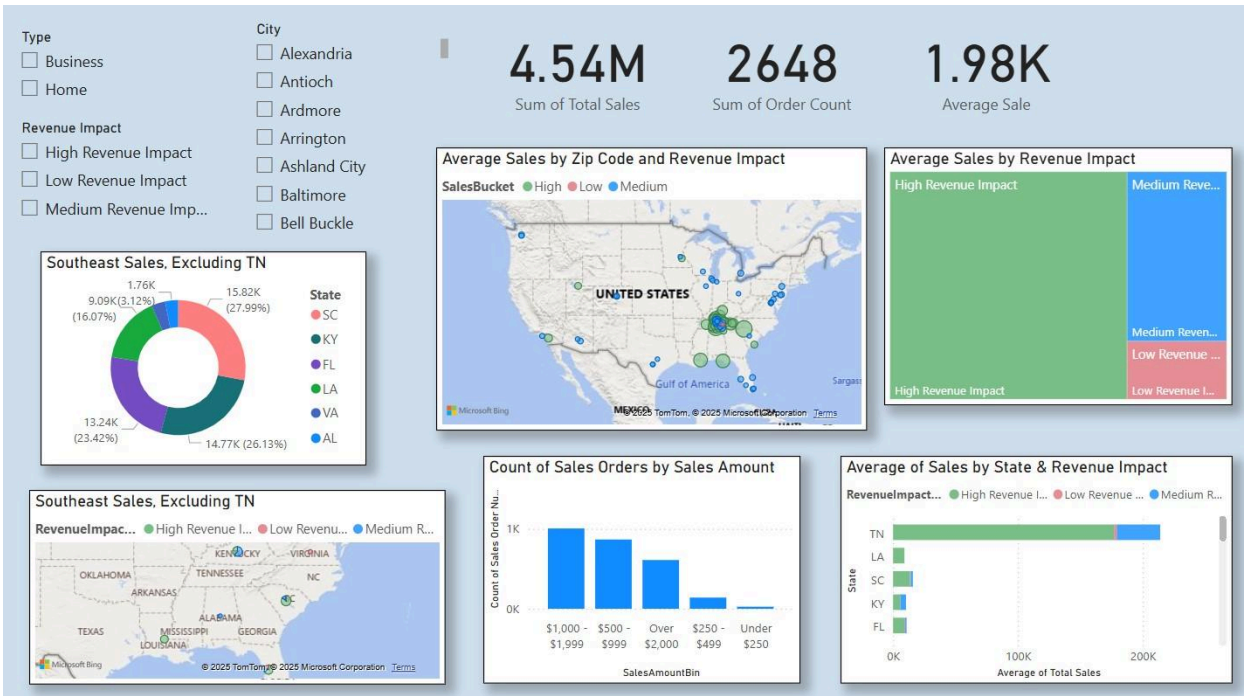 Type
Business
Home
Revenue Impact
High Revenue Impact
Low Revenue Impact
Medium Revenue Imp...
City
Alexandria
Antioch
Ardmore
Arrington
Ashland City
Baltimore
Bell Buckle
4.54M
Sum of Total Sales
2648
Sum of Order Count
1.98K
Average Sale
Southeast Sales, Excluding TN
1.76K
(3.12%)
9.09K
(16.07%)
15.82K
(27.99%)
13.24K
(23.42%)
14.77K (26.13%)
State
SC
KY
FL
LA
VA
AL
Average Sales by Zip Code and Revenue Impact
SalesBucket High Low Medium
UNITED STATES
Gulf of America
Sargass
MEXICO
Microsoft Bing
© 2025 TomTom, © 2025 Microsoft Corporation Terms
Average Sales by Revenue Impact
High Revenue Impact
Medium Reve...
Medium Reven...
Low Revenue ...
High Revenue Impact
Low Revenue I...
Southeast Sales, Excluding TN
RevenueImpac... High Revenue I... Low Revenu... Medium R...
KENTUCKY
VIRGINIA
OKLAHOMA
TENNESSEE
NC
ARKANSAS
SC
ALABAMA
TEXAS
MISSISSIPPI
GEORGIA
LOUISIANA
Microsoft Bing
© 2025 TomTom, © 2025 Microsoft Corporation Terms
Count of Sales Orders by Sales Amount
Count of Sales Order Nu...
1K
0K
$1,000 -
$1,999
$500 -
$999
Over
$2,000
$250 -
$499
Under
$250
SalesAmountBin
Average of Sales by State & Revenue Impact
RevenueImpact... High Revenue I... Low Revenue ... Medium R...
State
TN
LA
SC
KY
FL
0K
100K
200K
Average of Total Sales